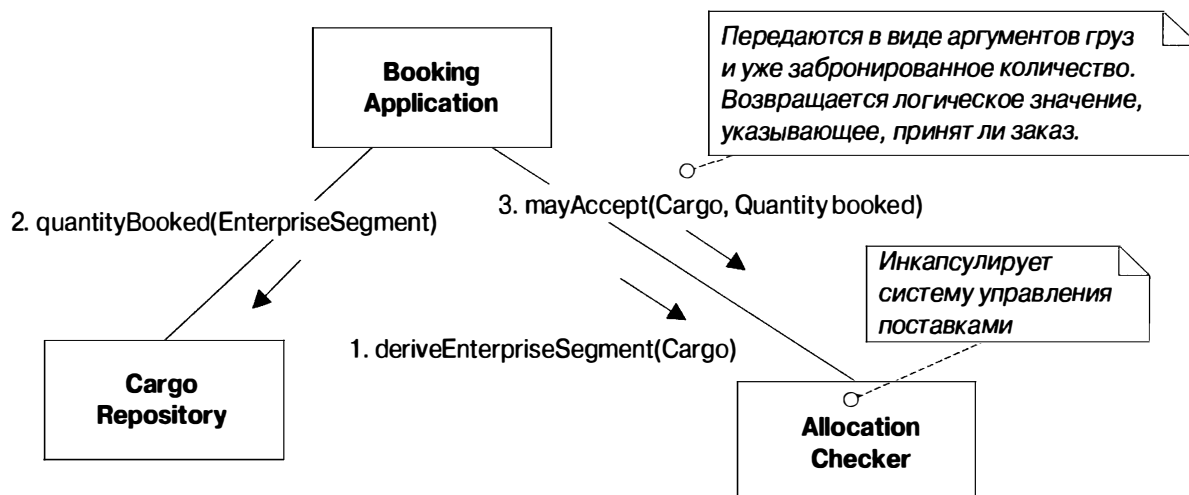 Передаются в виде аргументов груз
и уже забронированное количество.
Возвращается логическое значение,
указывающее, принят ли заказ.
Booking
Application
2. quantityBooked(EnterpriseSegment)
3. mayAccept(Cargo, Quantity booked)
Инкапсулирует
систему управления
поставками
1. deriveEnterpriseSegment(Cargo)
Cargo
Repository
Allocation
Checker